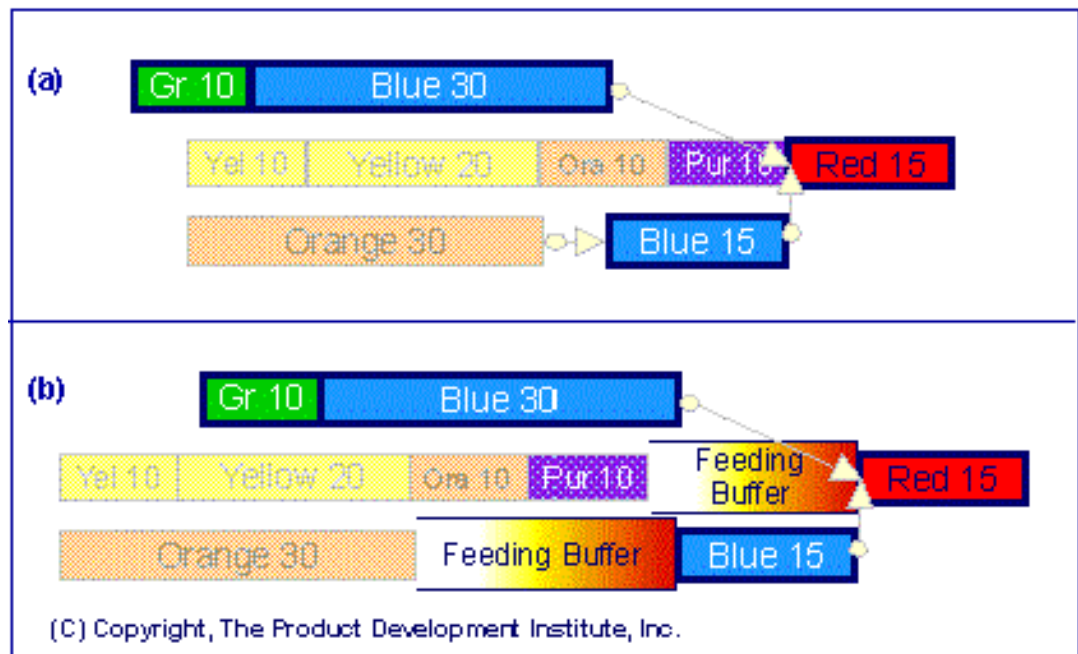 (a)
Gr 10 Blue 30
Yel 10 Yellow 20 Ora 10 Pur 10 Red 15
Orange 30 Blue 15
(b)
Gr 10 Blue 30
Yel 10 Yellow 20 Ora 10 Pur 10 Feeding Buffer Red 15
Orange 30 Feeding Buffer Blue 15
(C) Copyright, The Product Development Institute, Inc.